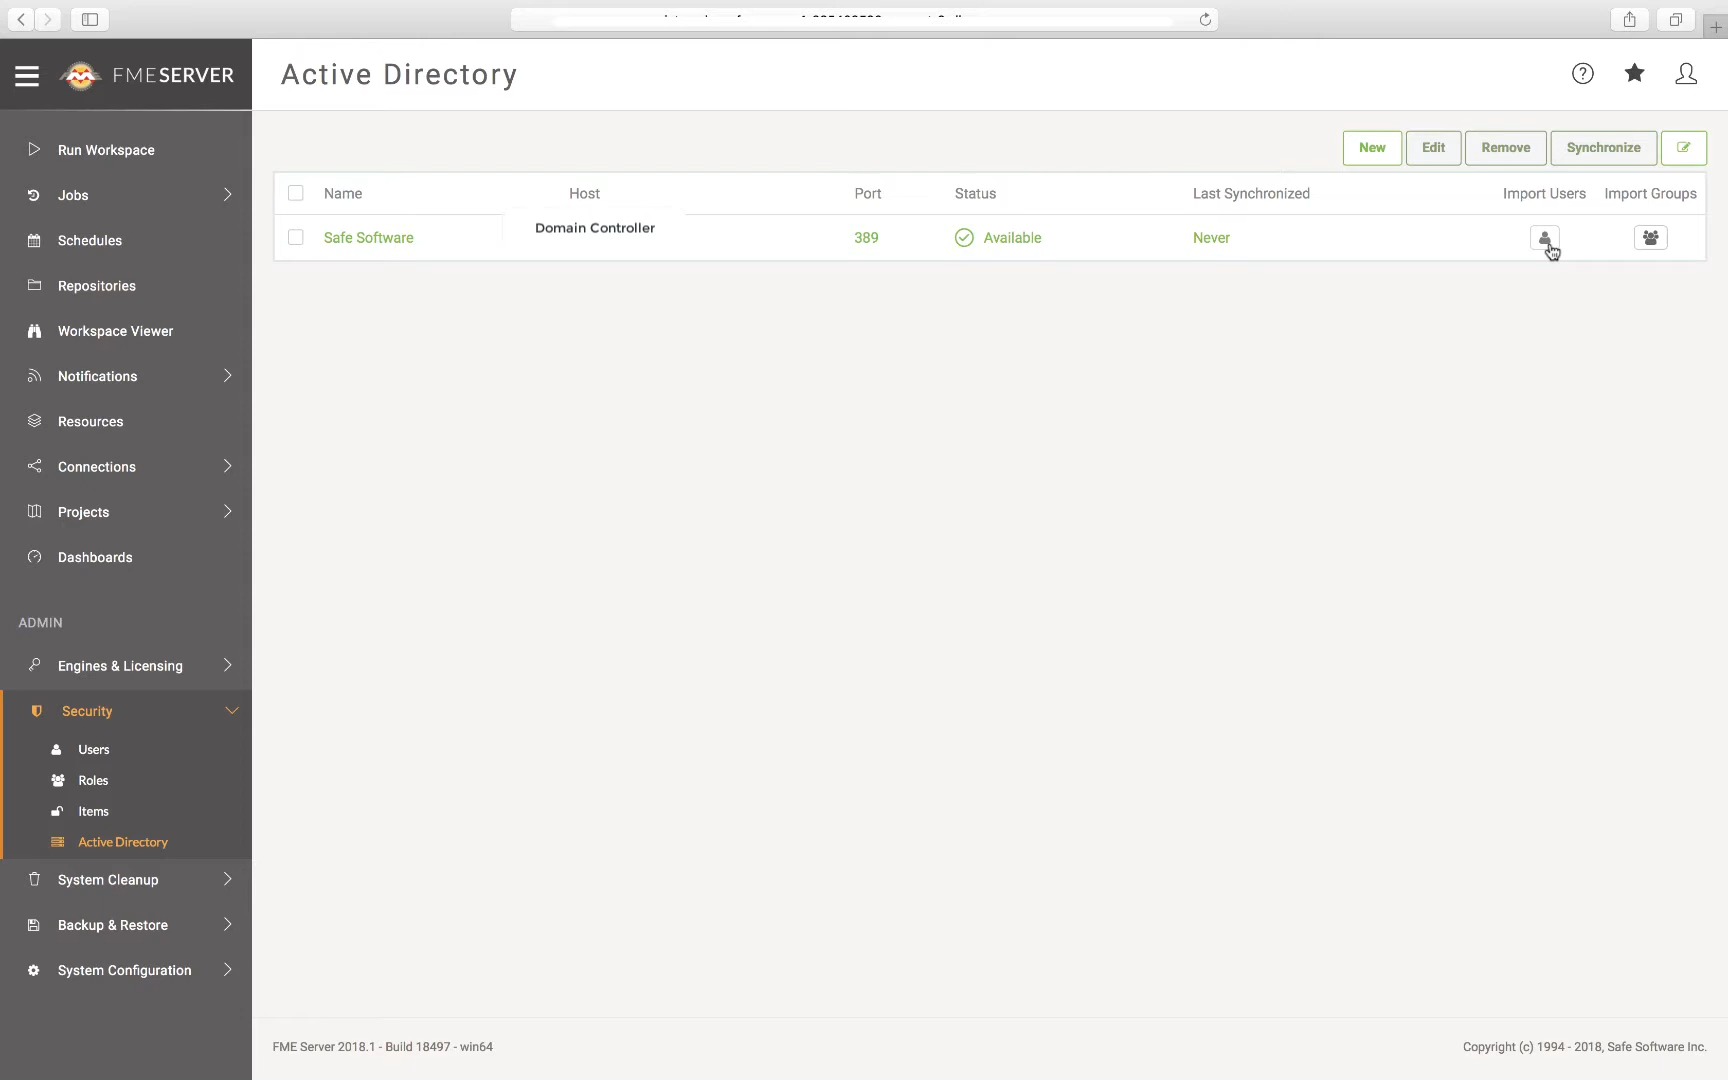 FMESERVER
Active Directory
Run Workspace
Jobs
Schedules
Repositories
Workspace Viewer
Notifications
Resources
Connections
Projects
Dashboards
ADMIN
Engines & Licensing
Security
Users
Roles
Items
Active Directory
System Cleanup
Backup & Restore
System Configuration
New Edit Remove Synchronize
Name Host Port Status Last Synchronized Import Users Import Groups
Safe Software Domain Controller 389 Available Never
FME Server 2018.1 - Build 18497 - win64
Copyright (c) 1994 - 2018, Safe Software Inc.